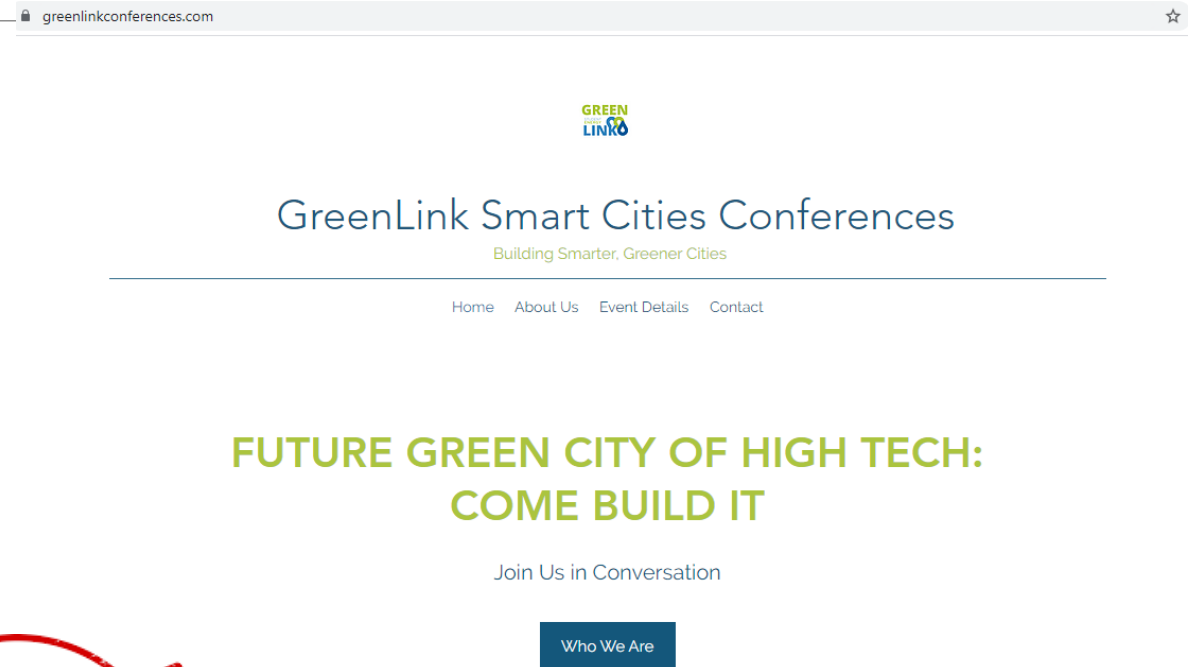 greenlinkconferences.com
GREEN
LINK
GreenLink Smart Cities Conferences
Building Smarter, Greener Cities
Home About Us Event Details Contact
FUTURE GREEN CITY OF HIGH TECH:
COME BUILD IT
Join Us in Conversation
Who We Are